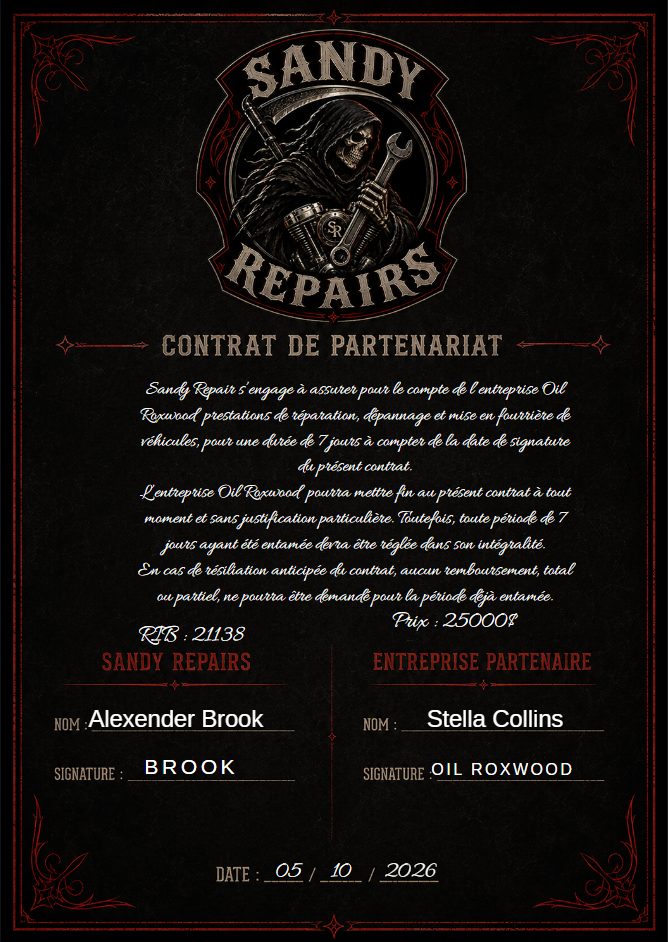 SANDY
SR
REPAIRS
CONTRAT DE PARTENARIAT
Sandy Repair s'engage à assurer pour le compte de l entreprise Oil
Roxwood prestations de réparation, dépannage et mise en fourrière de
véhicules, pour une durée de 7 jours à compter de la date de signature
du présent contrat.
L'entreprise Oil Roxwood pourra mettre fin au présent contrat à tout
moment et sans justification particulière. Toutefois, toute période de 7
jours ayant été entamée devra être réglée dans son intégralité.
En cas de résiliation anticipée du contrat, aucun remboursement, total
ou partiel, ne pourra être demandé pour la période déjà entamée.
Prix : 25000$
RIB : 21138
SANDY REPAIRS
NOM : Alexender Brook
SIGNATURE : BROOK
ENTREPRISE PARTENAIRE
NOM : Stella Collins
SIGNATURE : OIL ROXWOOD
DATE : 05 / 10 / 2026